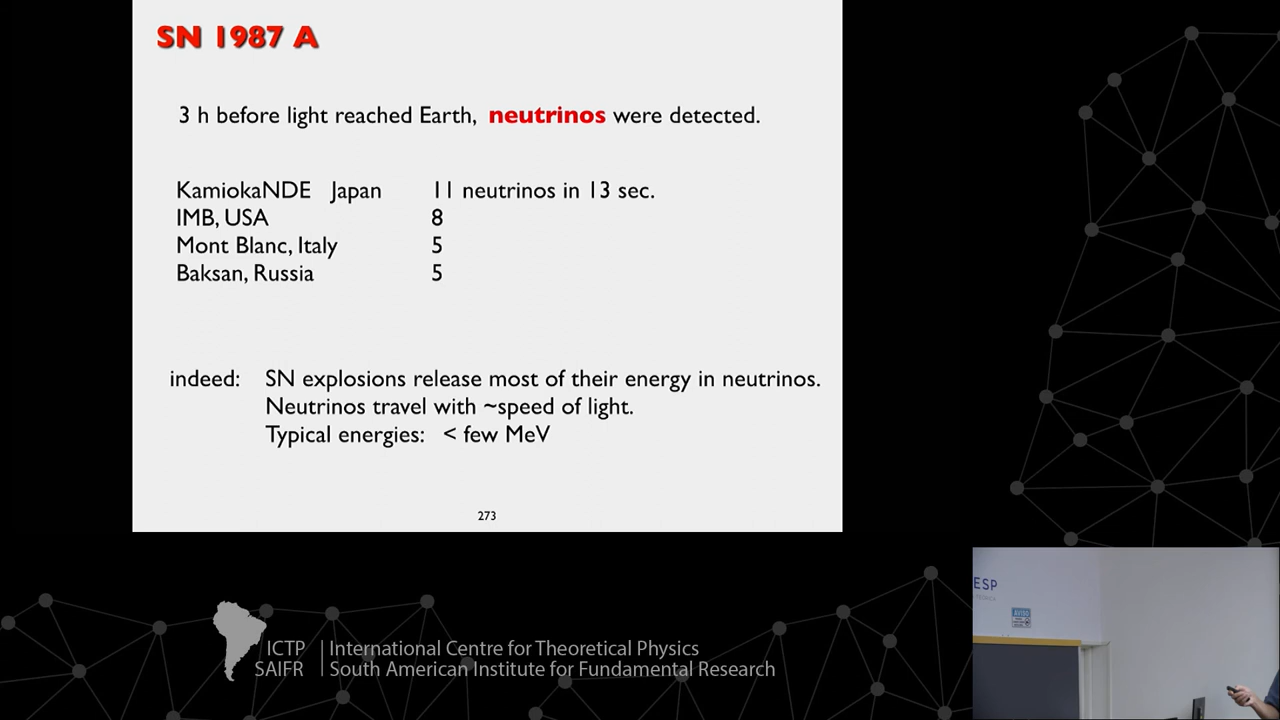 SN 1987 A
3 h before light reached Earth, neutrinos were detected.
KamiokaNDE Japan 11 neutrinos in 13 sec.
IMB, USA 8
Mont Blanc, Italy 5
Baksan, Russia 5
indeed: SN explosions release most of their energy in neutrinos.
Neutrinos travel with ~speed of light.
Typical energies: < few MeV
273
ESP
AVISO
ICTP | International Centre for Theoretical Physics
SAIFR | South American Institute for Fundamental Research